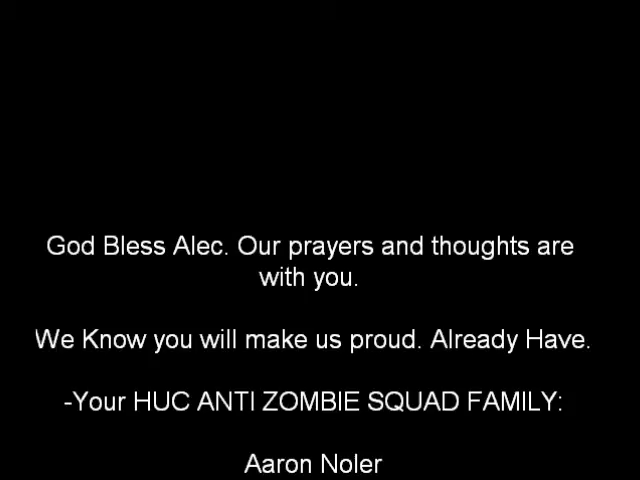 God Bless Alec. Our prayers and thoughts are
with you.
We Know you will make us proud. Already Have.
-Your HUC ANTI ZOMBIE SQUAD FAMILY:
Aaron Noler